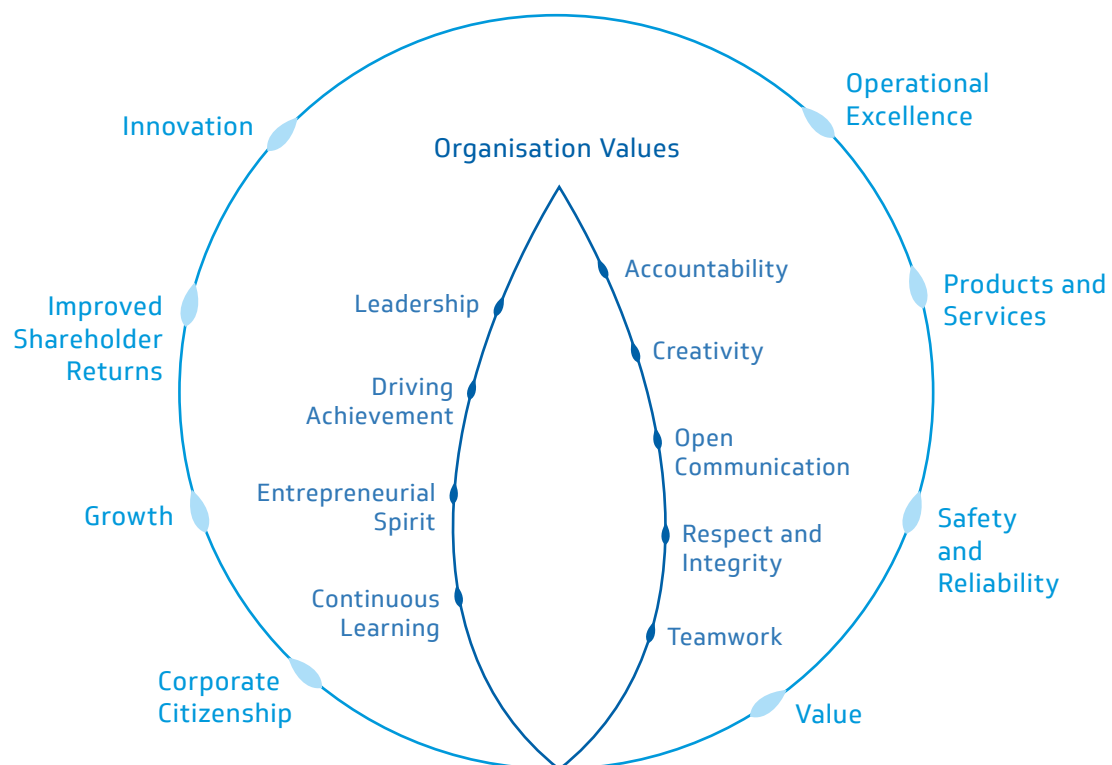 Operational
Excellence
Innovation
Organisation Values
Accountability
Products and
Services
Leadership
Improved
Shareholder
Returns
Creativity
Driving
Achievement
Open
Communication
Entrepreneurial
Spirit
Growth
Safety
and
Reliability
Respect and
Integrity
Continuous
Learning
Teamwork
Corporate
Citizenship
Value